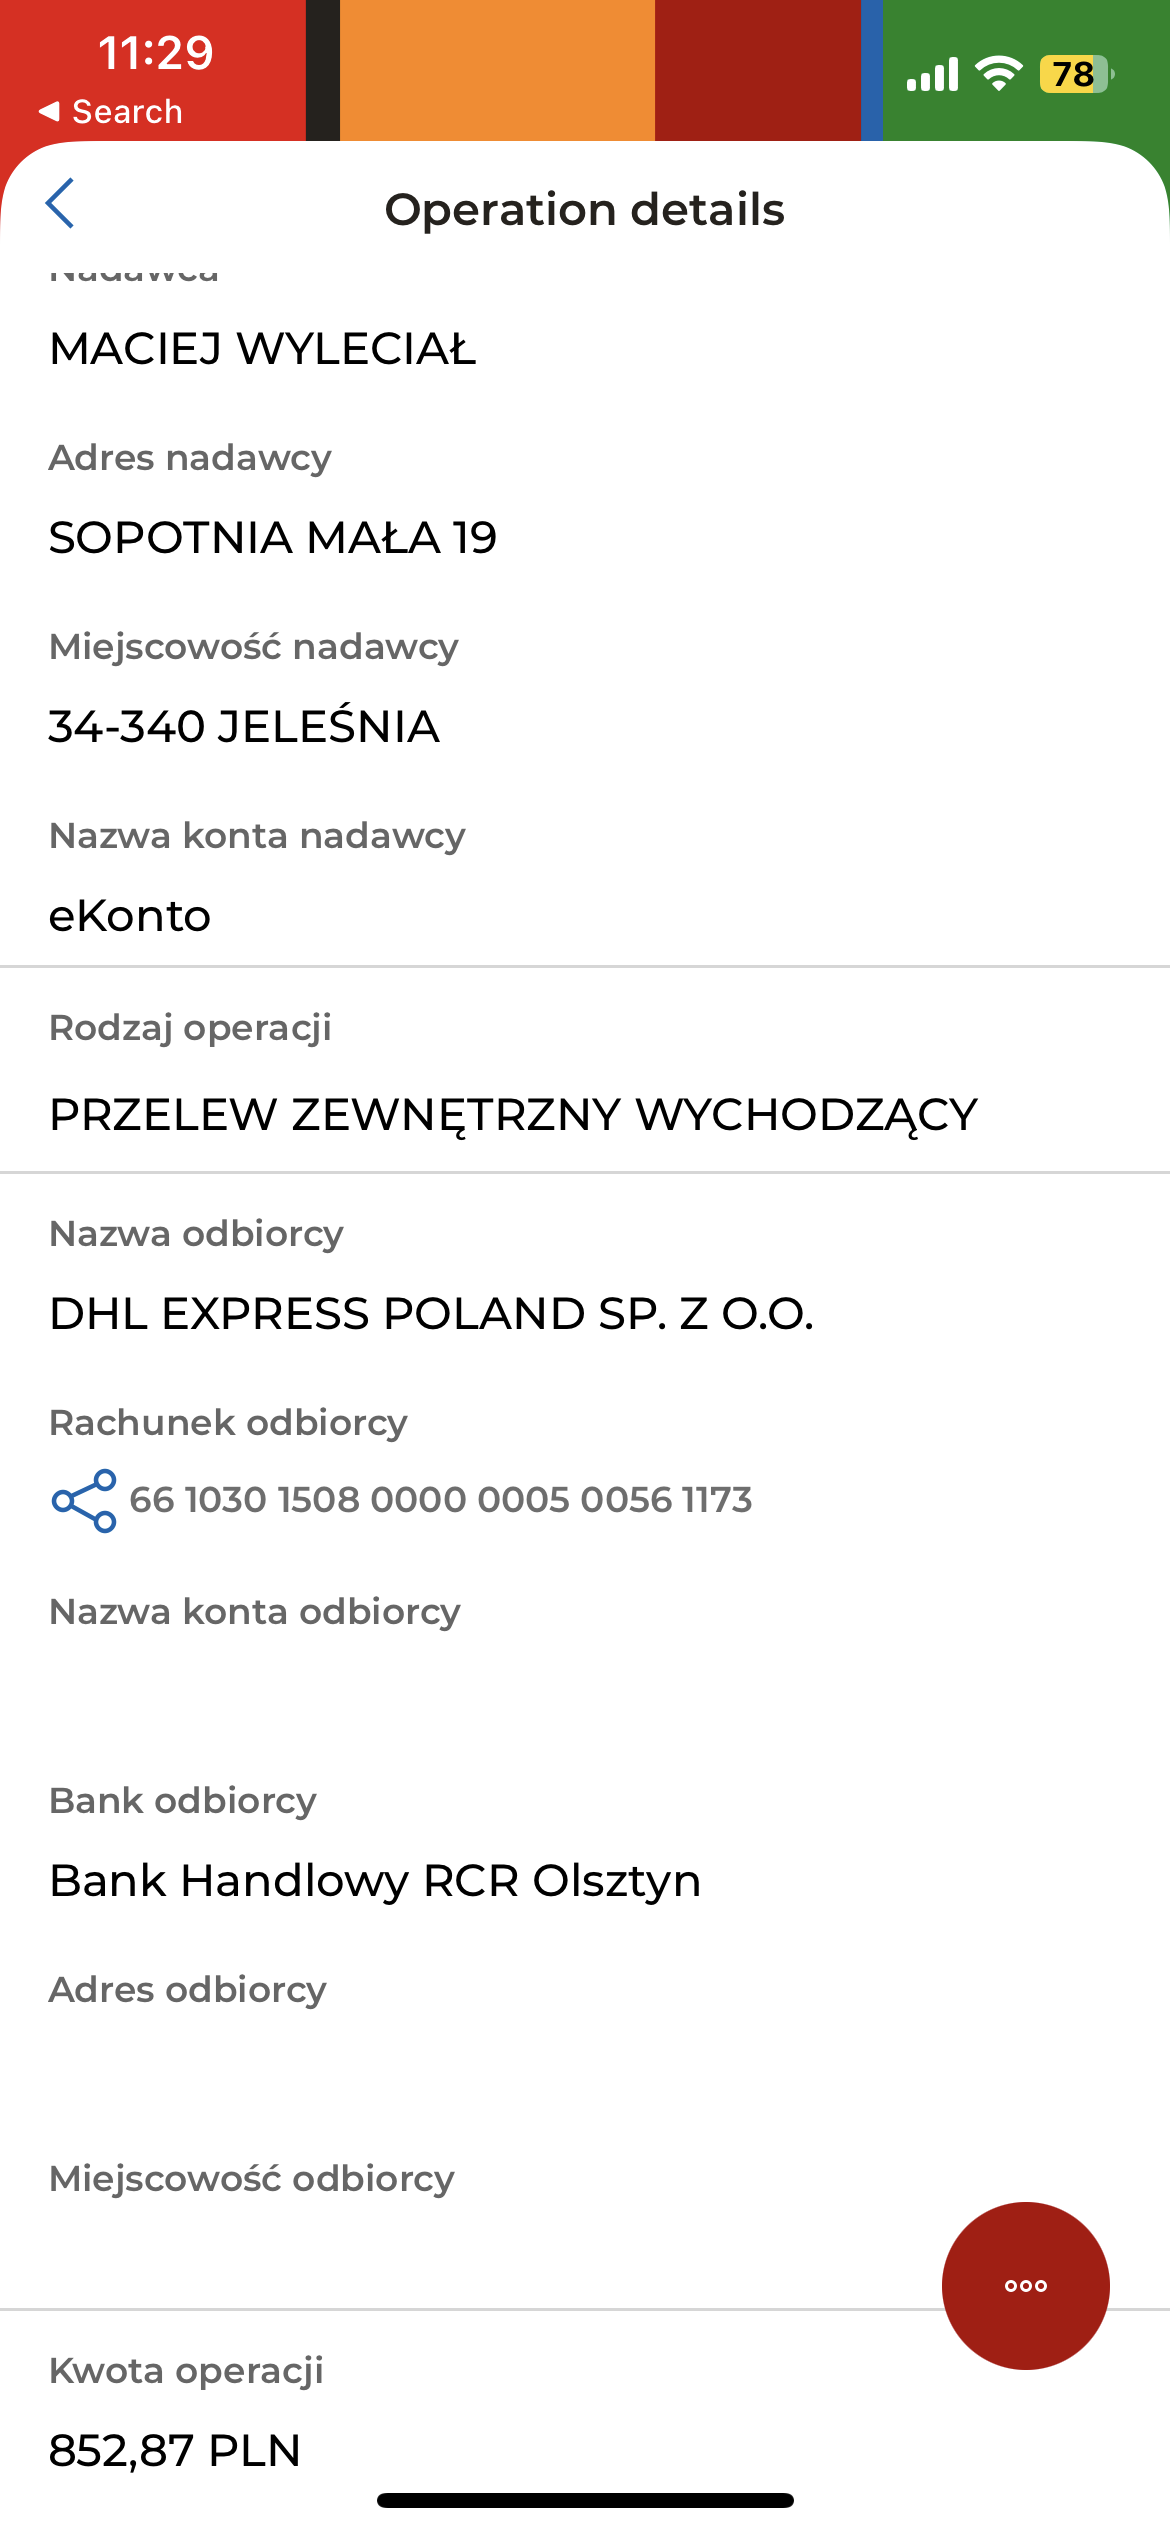 11:29
78
Search
Operation details
Nadawca
MACIEJ WYLECIAŁ
Adres nadawcy
SOPOTNIA MAŁA 19
Miejscowość nadawcy
34-340 JELEŚNIA
Nazwa konta nadawcy
eKonto
Rodzaj operacji
PRZELEW ZEWNĘTRZNY WYCHODZĄCY
Nazwa odbiorcy
DHL EXPRESS POLAND SP. Z O.O.
Rachunek odbiorcy
66 1030 1508 0000 0005 0056 1173
Nazwa konta odbiorcy
Bank odbiorcy
Bank Handlowy RCR Olsztyn
Adres odbiorcy
Miejscowość odbiorcy
Kwota operacji
852,87 PLN